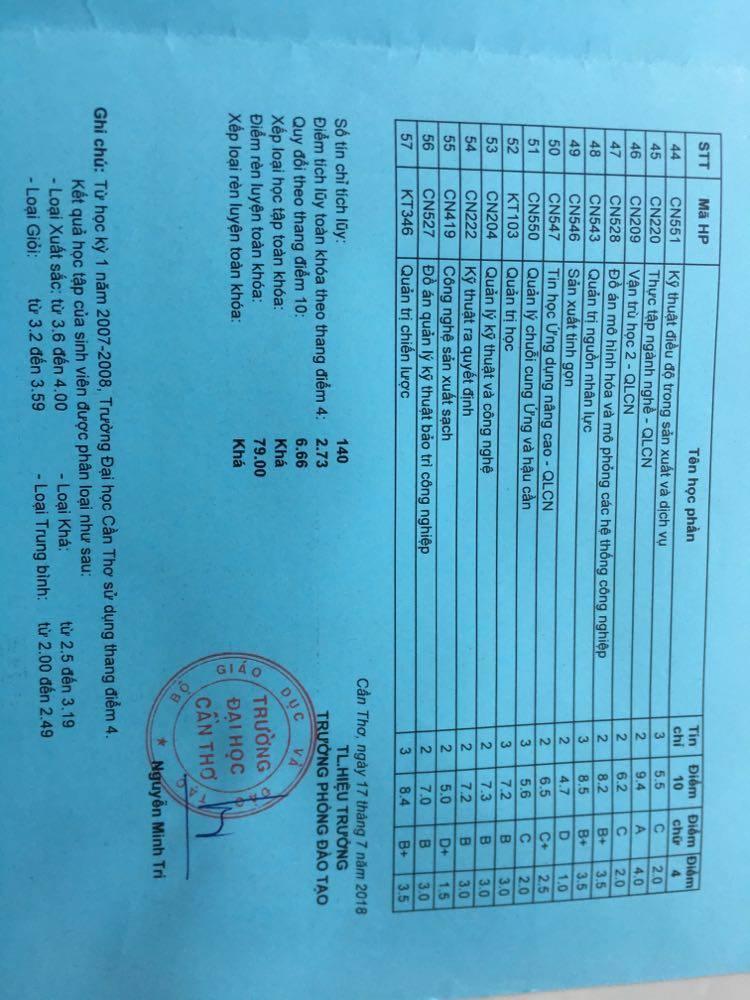 STT Mã HP Tên học phần Tín chỉ Điểm 10 Điểm chữ Điểm 4
44 CN551 Kỹ thuật điều độ trong sản xuất và dịch vụ 3 5.5 C 2.0
45 CN220 Thực tập ngành nghề - QLCN 2 9.4 A 4.0
46 CN209 Vận trù học 2 - QLCN 2 6.2 C 2.0
47 CN528 Đồ án mô hình hóa và mô phỏng các hệ thống công nghiệp 2 8.2 B+ 3.5
48 CN543 Quản trị nguồn nhân lực 3 8.5 B+ 3.5
49 CN546 Sản xuất tinh gọn 2 4.7 D 1.0
50 CN547 Tin học Ứng dụng nâng cao - QLCN 2 6.5 C+ 2.5
51 CN550 Quản lý chuỗi cung Ứng và hậu cần 3 5.6 C 2.0
52 KT103 Quản trị học 3 7.2 B 3.0
53 CN204 Quản lý kỹ thuật và công nghệ 2 7.3 B 3.0
54 CN222 Kỹ thuật ra quyết định 2 7.2 B 3.0
55 CN419 Công nghệ sản xuất sạch 2 5.0 D+ 1.5
56 CN527 Đồ án quản lý kỹ thuật bảo trì công nghiệp 2 7.0 B 3.0
57 KT346 Quản trị chiến lược 3 8.4 B+ 3.5
Số tín chỉ tích lũy: 140
Điểm tích lũy toàn khóa theo thang điểm 4: 2.73
Quy đổi theo thang điểm 10: 6.66
Xếp loại học tập toàn khóa: Khá
Điểm rèn luyện toàn khóa: 79.00
Xếp loại rèn luyện toàn khóa: Khá
Cần Thơ, ngày 17 tháng 7 năm 2018
TL.HIỆU TRƯỞNG
TRƯỞNG PHÒNG ĐÀO TẠO
BỘ GIÁO DỤC VÀ ĐÀO TẠO
TRƯỜNG
ĐẠI HỌC
CẦN THƠ
Nguyễn Minh Trí
Ghi chú: Từ học kỳ 1 năm 2007-2008, Trường Đại học Cần Thơ sử dụng thang điểm 4.
Kết quả học tập của sinh viên được phân loại như sau:
- Loại Xuất sắc: từ 3.6 đến 4.00 - Loại Khá: từ 2.5 đến 3.19
- Loại Giỏi: từ 3.2 đến 3.59 - Loại Trung bình: từ 2.00 đến 2.49